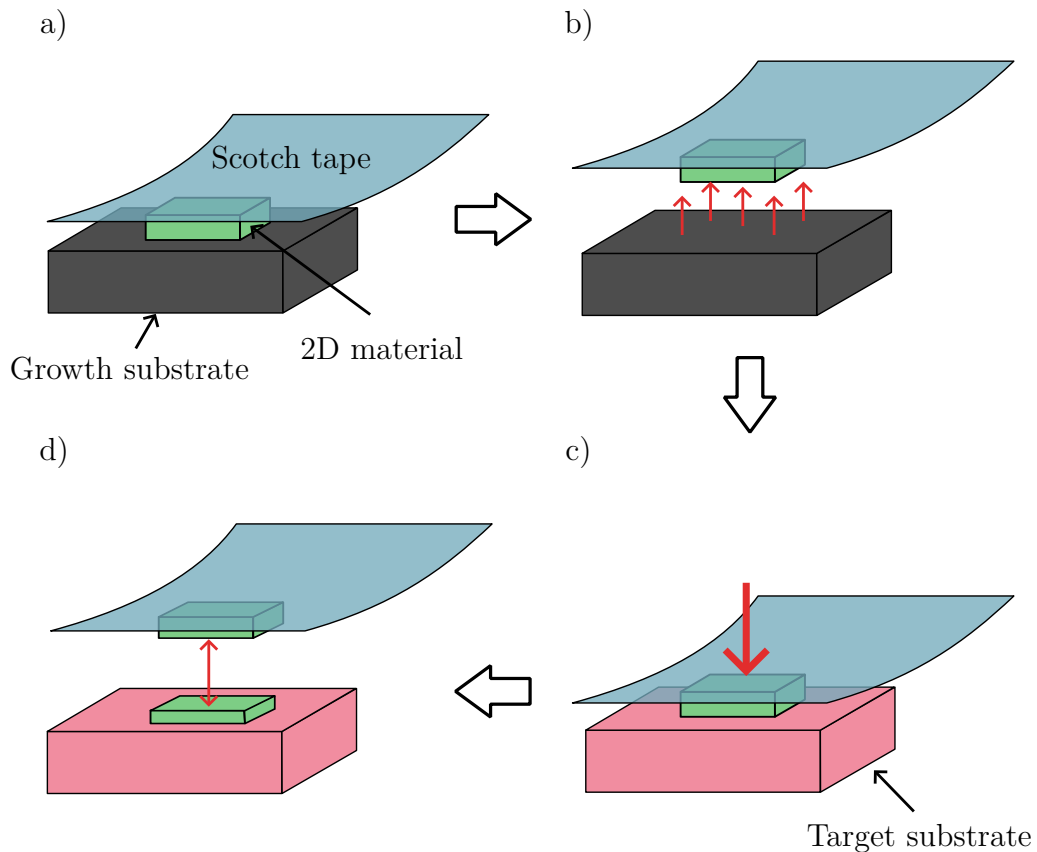 a)
b)
Scotch tape
2D material
Growth substrate
d)
c)
Target substrate